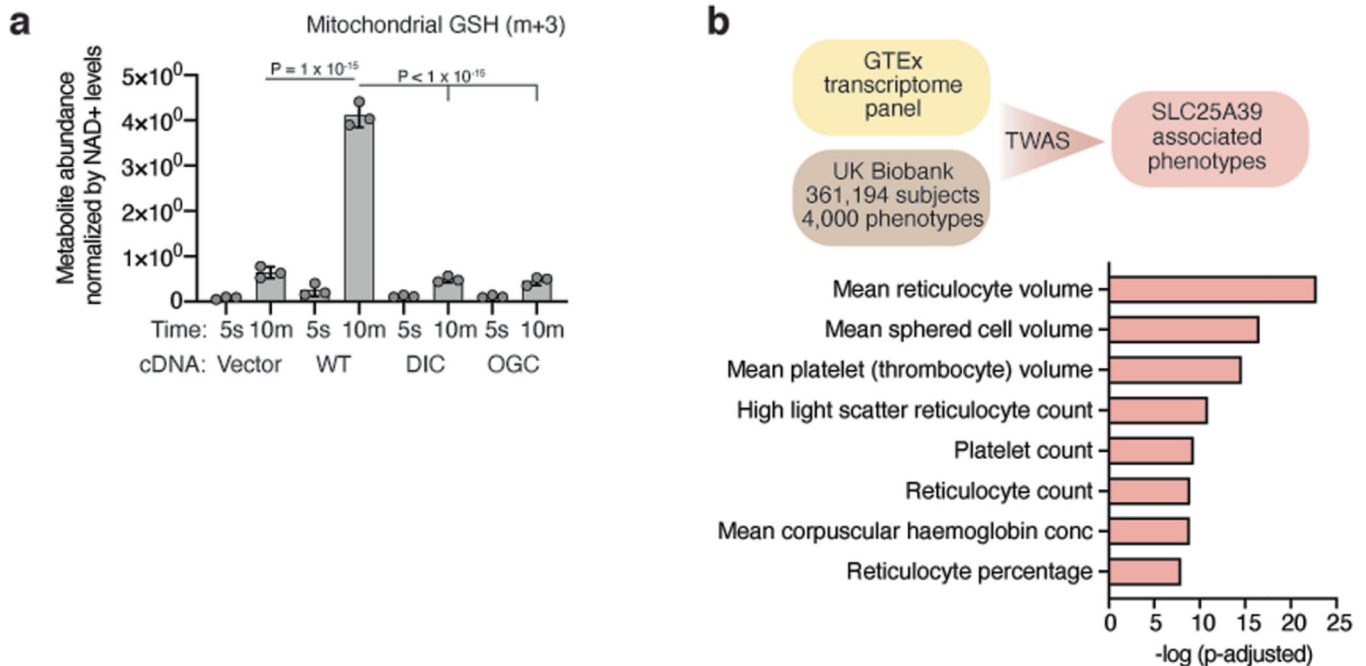 a
Mitochondrial GSH (m+3)
Metabolite abundance
normalized by NAD+ levels
P = 1 x 10⁻¹⁵
P < 1 x 10⁻¹⁵
5×10⁰
4×10⁰
3×10⁰
2×10⁰
1×10⁰
0
Time: 5s 10m 5s 10m 5s 10m 5s 10m
cDNA: Vector WT DIC OGC
b
GTEx
transcriptome
panel
UK Biobank
361,194 subjects
4,000 phenotypes
TWAS
SLC25A39
associated
phenotypes
Mean reticulocyte volume
Mean sphered cell volume
Mean platelet (thrombocyte) volume
High light scatter reticulocyte count
Platelet count
Reticulocyte count
Mean corpuscular haemoglobin conc
Reticulocyte percentage
0 5 10 15 20 25
-log (p-adjusted)